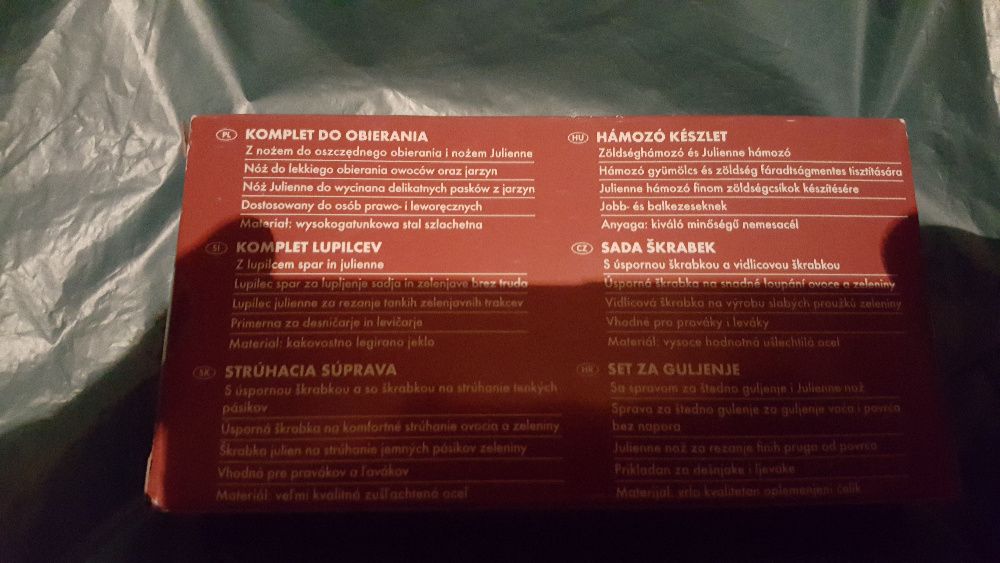 PL KOMPLET DO OBIERANIA
Z nożem do oszczędnego obierania i nożem Julienne
Nóż do lekkiego obierania owoców oraz jarzyn
Nóż Julienne do wycinana delikatnych pasków z jarzyn
Dostosowany do osób prawo- i leworęcznych
Materiał: wysokogatunkowa stal szlachetna
SI KOMPLET LUPILCEV
Z lupilcem spar in julienne
Lupilec spar za lupljenje sadja in zelenjave brez truda
Lupilec julienne za rezanje tankih zelenjavnih trakcev
Primerna za desničarje in levičarje
Material: kakovostno legirano jeklo
SK STRÚHACIA SÚPRAVA
S úspornou škrabkou a so škrabkou na strúhanie tenkých
pásikov
Úsporná škrabka na komfortné strúhanie ovocia a zeleniny
Škrabka julien na strúhanie jemných pásikov zeleniny
Vhodná pre pravákov a ľavákov
Materiál: veľmi kvalitná zušľachtená oceľ
HU HÁMOZÓ KÉSZLET
Zöldséghámozó és Julienne hámozó
Hámozó gyümölcs és zöldség fáradtságmentes tisztítására
Julienne hámozó finom zöldségcsíkok készítésére
Jobb- és balkezeseknek
Anyaga: kiváló minőségű nemesacél
CZ SADA ŠKRABEK
S úspornou škrabkou a vidlicovou škrabkou
Úsporná škrabka na snadné loupání ovoce a zeleniny
Vidlicová škrabka na výrobu slabých proužků zeleniny
Vhodné pro praváky i leváky
Materiál: vysoce hodnotná ušlechtilá ocel
HR SET ZA GULJENJE
Sa spravom za štedno guljenje i Julienne nož
Sprava za štedno gulenje za guljenje voća i povrća
bez napora
Julienne nož za rezanje finih pruga od povrća
Prikladan za dešnjake i ljevake
Materijal: vrlo kvalitetan oplemenjeni čelik